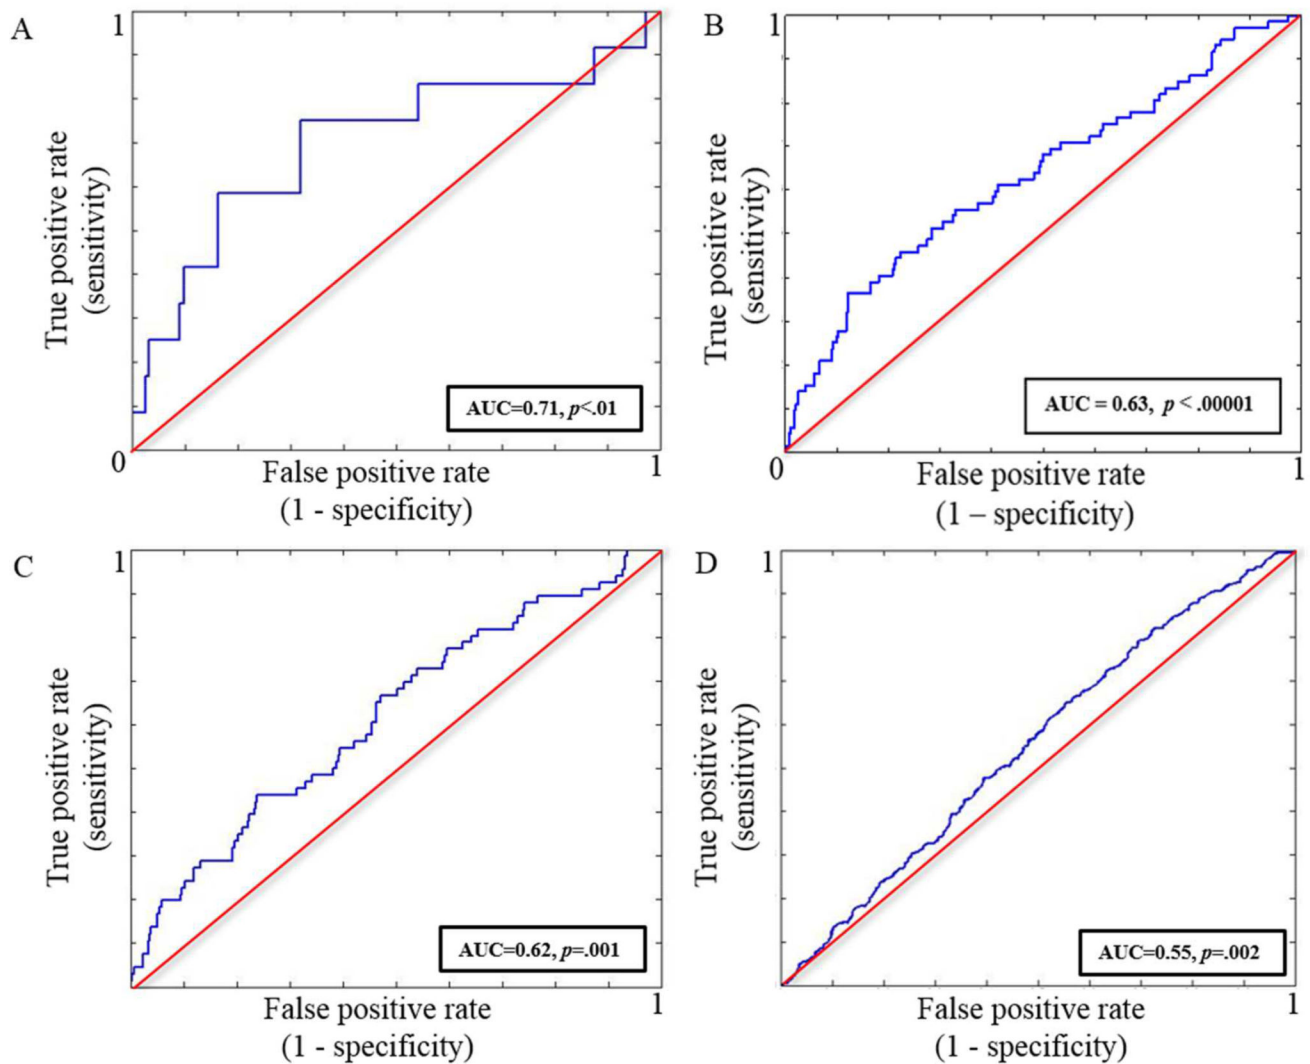 A
1
True positive rate
(sensitivity)
AUC=0.71, p<.01
0
False positive rate
1
(1 - specificity)
B
1
True positive rate
(sensitivity)
AUC = 0.63, p < .00001
0
False positive rate
1
(1 – specificity)
C
1
True positive rate
(sensitivity)
AUC=0.62, p=.001
False positive rate
1
(1 - specificity)
D
1
True positive rate
(sensitivity)
AUC=0.55, p=.002
False positive rate
1
(1 - specificity)